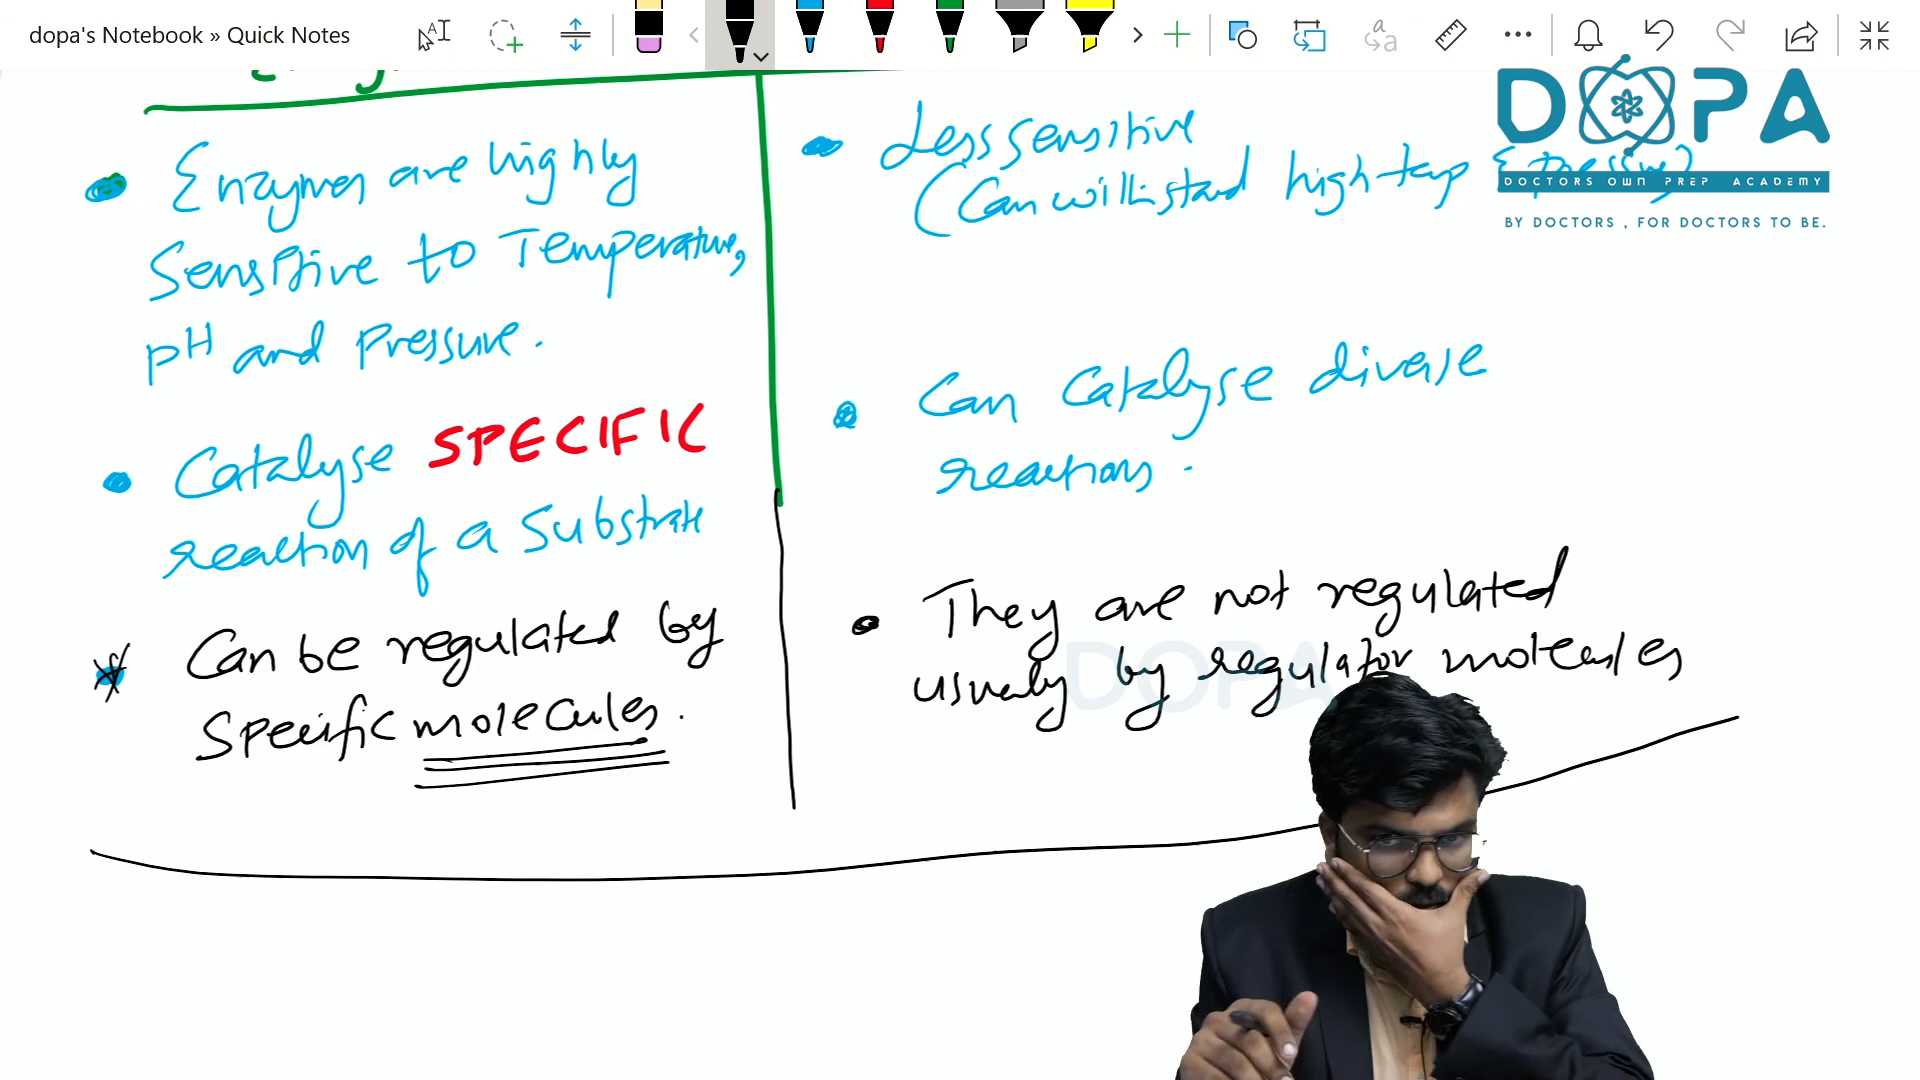 dopa's Notebook » Quick Notes
DOPA
DOCTORS OWN PREP ACADEMY
BY DOCTORS , FOR DOCTORS TO BE.
Enzymes are highly
Sensitive to Temperature,
pH and Pressure.
Catalyse SPECIFIC
reaction of a Substrate
Can be regulated by
Specific molecules.
Less sensitive
(Can withstand high temp & pressure)
Can Catalyse diverse
reactions.
They are not regulated
usually by regulator molecules
DOPA